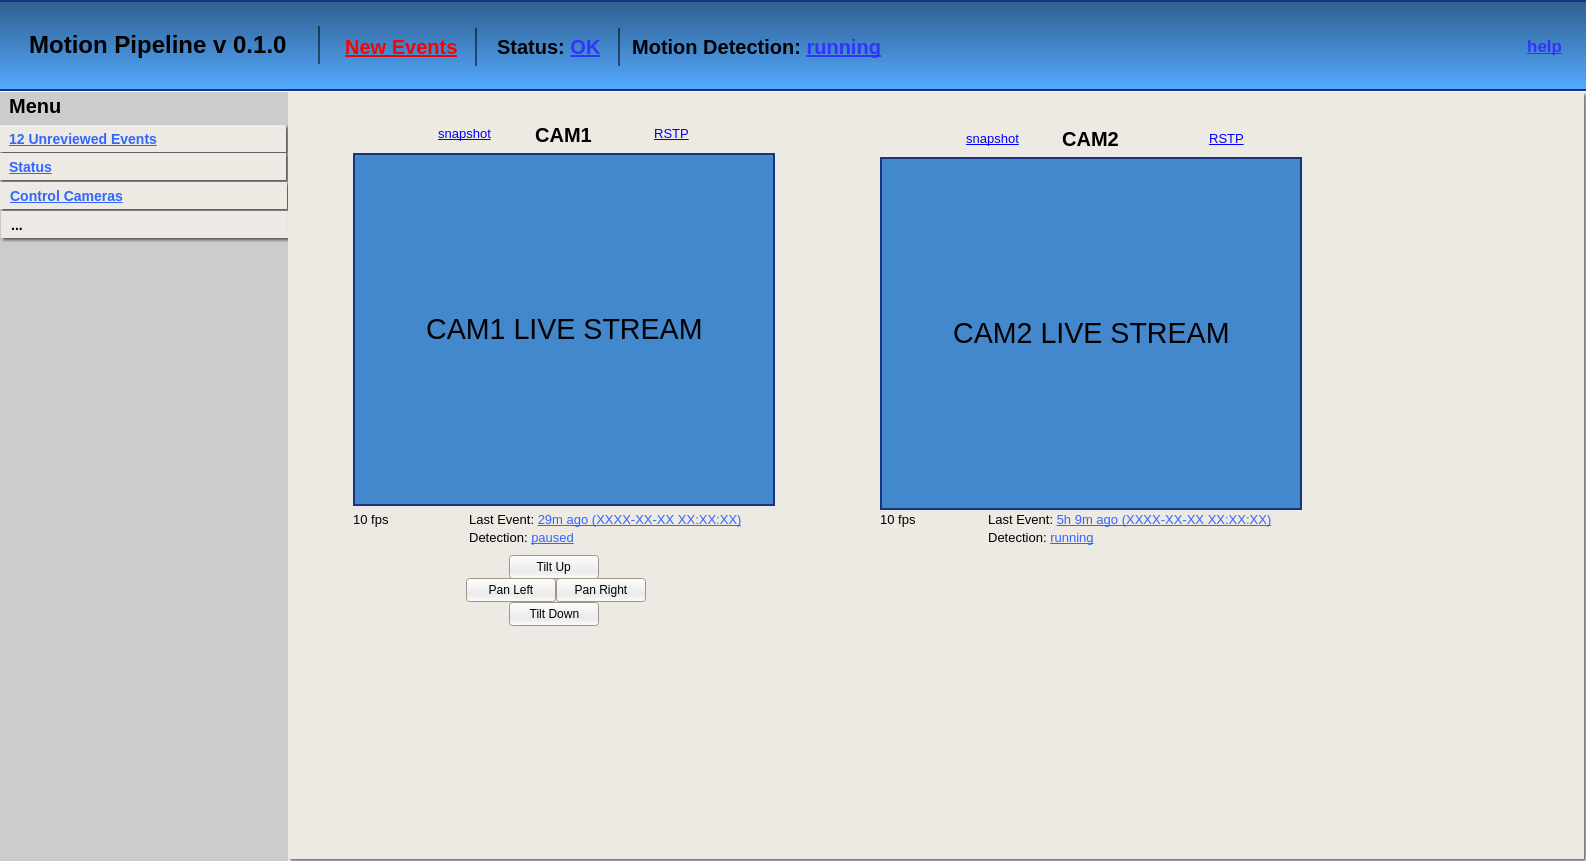 Motion Pipeline v 0.1.0
New Events
Status: OK
Motion Detection: running
help
Menu
12 Unreviewed Events
Status
Control Cameras
...
snapshot
CAM1
RSTP
CAM1 LIVE STREAM
10 fps
Last Event: 29m ago (XXXX-XX-XX XX:XX:XX)
Detection: paused
Tilt Up
Pan Left
Pan Right
Tilt Down
snapshot
CAM2
RSTP
CAM2 LIVE STREAM
10 fps
Last Event: 5h 9m ago (XXXX-XX-XX XX:XX:XX)
Detection: running